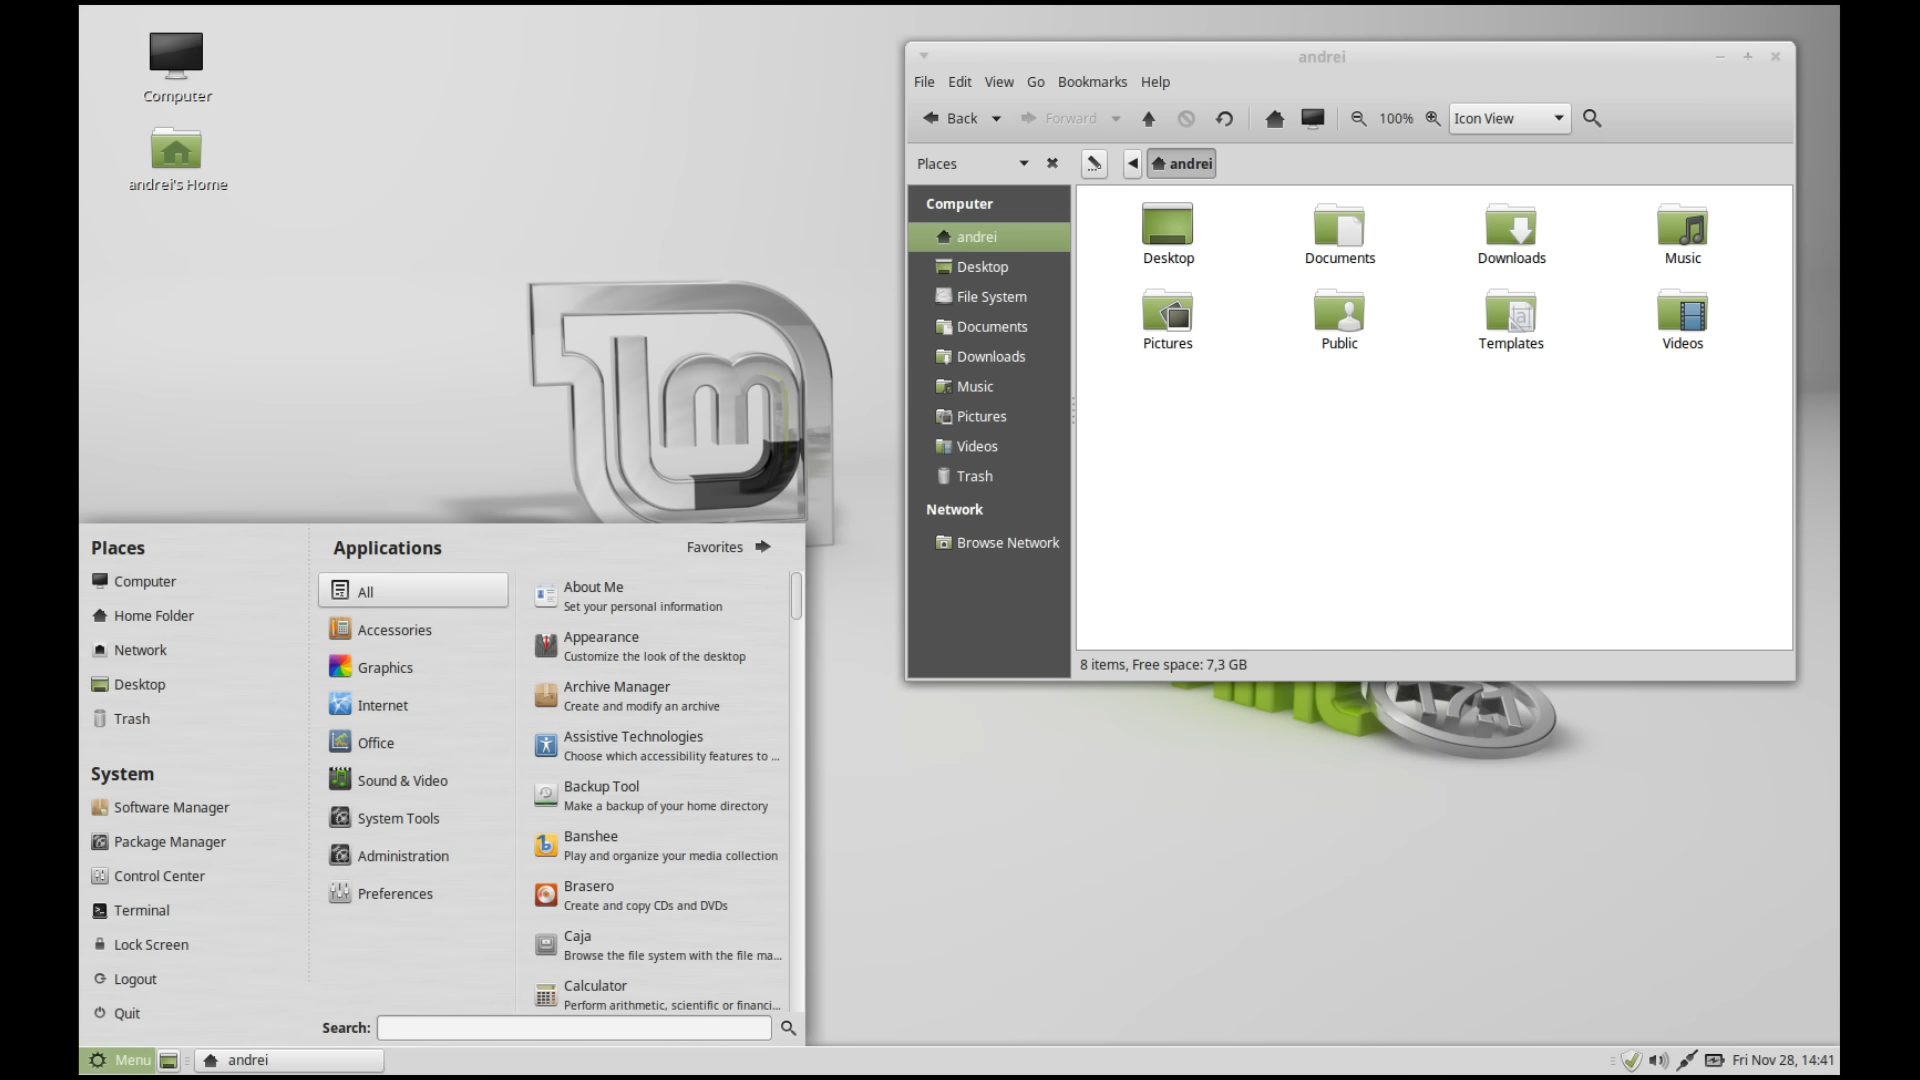 Computer
andrei's Home
andrei
File Edit View Go Bookmarks Help
Back Forward 100% Icon View
Places andrei
Computer
andrei
Desktop
File System
Documents
Downloads
Music
Pictures
Videos
Trash
Network
Browse Network
Desktop Documents Downloads Music
Pictures Public Templates Videos
8 items, Free space: 7,3 GB
Places
Computer
Home Folder
Network
Desktop
Trash
System
Software Manager
Package Manager
Control Center
Terminal
Lock Screen
Logout
Quit
Applications
Favorites
All
Accessories
Graphics
Internet
Office
Sound & Video
System Tools
Administration
Preferences
About Me
Set your personal information
Appearance
Customize the look of the desktop
Archive Manager
Create and modify an archive
Assistive Technologies
Choose which accessibility features to ...
Backup Tool
Make a backup of your home directory
Banshee
Play and organize your media collection
Brasero
Create and copy CDs and DVDs
Caja
Browse the file system with the file ma...
Calculator
Perform arithmetic, scientific or financi...
Search:
Menu andrei Fri Nov 28, 14:41